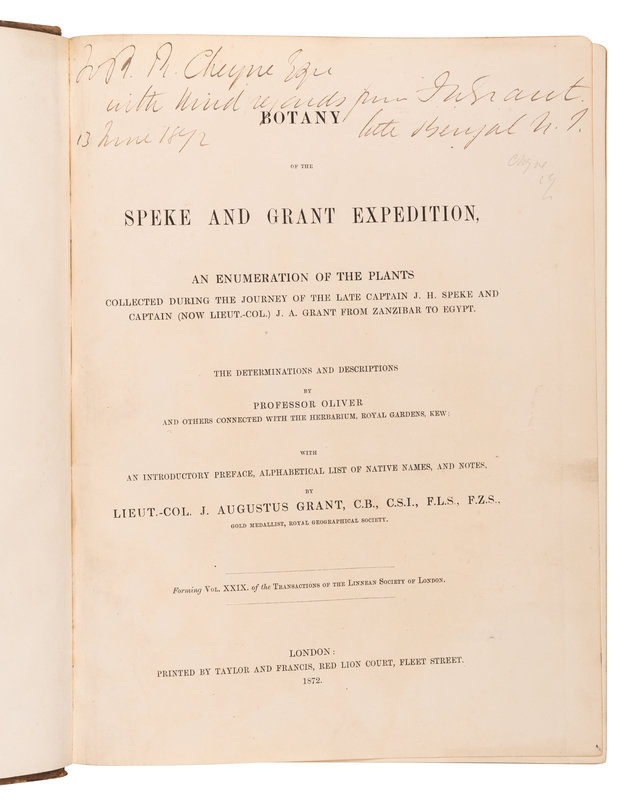 To R. R. Cheyne Esqre
with kind regards from J A Grant.
13 June 1872 late Bengal N. I.
Cheyne
BOTANY
OF THE
SPEKE AND GRANT EXPEDITION,
AN ENUMERATION OF THE PLANTS
COLLECTED DURING THE JOURNEY OF THE LATE CAPTAIN J. H. SPEKE AND
CAPTAIN (NOW LIEUT.-COL.) J. A. GRANT FROM ZANZIBAR TO EGYPT.
THE DETERMINATIONS AND DESCRIPTIONS
BY
PROFESSOR OLIVER
AND OTHERS CONNECTED WITH THE HERBARIUM, ROYAL GARDENS, KEW:
WITH
AN INTRODUCTORY PREFACE, ALPHABETICAL LIST OF NATIVE NAMES, AND NOTES,
BY
LIEUT.-COL. J. AUGUSTUS GRANT, C.B., C.S.I., F.L.S., F.Z.S.,
GOLD MEDALLIST, ROYAL GEOGRAPHICAL SOCIETY.
Forming VOL. XXIX. of the TRANSACTIONS OF THE LINNEAN SOCIETY OF LONDON.
LONDON:
PRINTED BY TAYLOR AND FRANCIS, RED LION COURT, FLEET STREET.
1872.